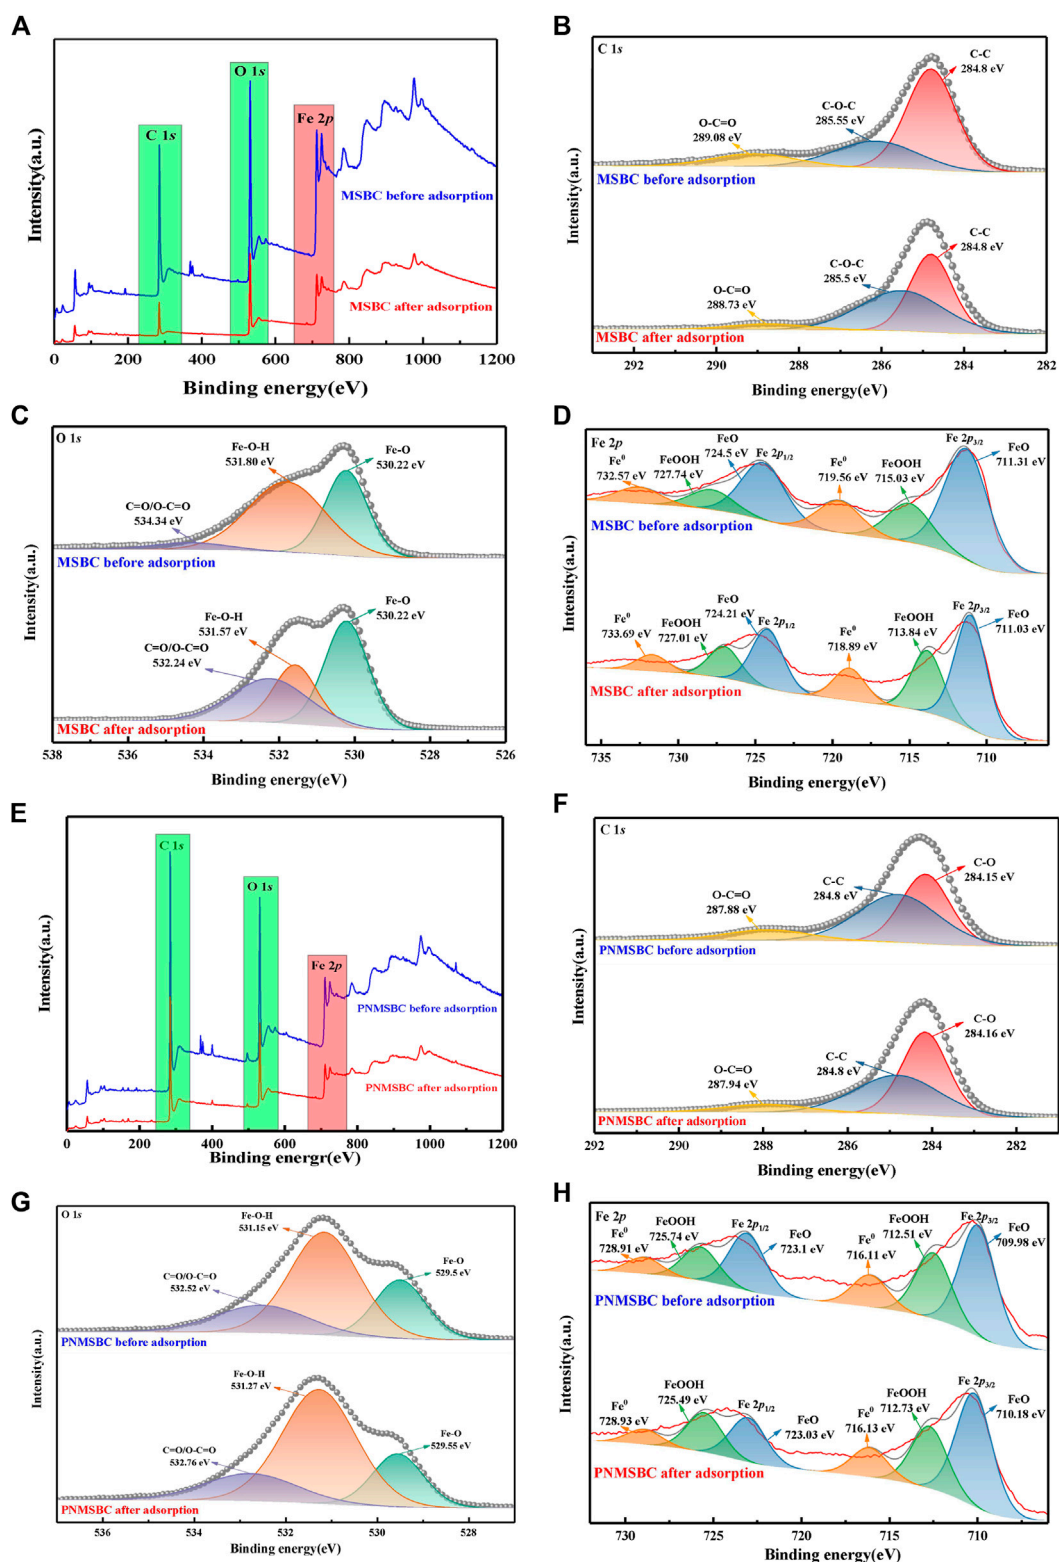 A
C 1s
O 1s
Fe 2p
MSBC before adsorption
MSBC after adsorption
Intensity(a.u.)
0 200 400 600 800 1000 1200
Binding energy(eV)
B
C 1s
C-C
284.8 eV
C-O-C
285.55 eV
O-C=O
289.08 eV
MSBC before adsorption
C-C
284.8 eV
C-O-C
285.5 eV
O-C=O
288.73 eV
MSBC after adsorption
Intensity(a.u.)
292 290 288 286 284 282
Binding energy(eV)
C
O 1s
Fe-O-H
531.80 eV
Fe-O
530.22 eV
C=O/O-C=O
534.34 eV
MSBC before adsorption
Fe-O-H
531.57 eV
Fe-O
530.22 eV
C=O/O-C=O
532.24 eV
MSBC after adsorption
Intensity(a.u.)
538 536 534 532 530 528 526
Binding energy(eV)
D
Fe 2p
Fe⁰
732.57 eV
FeOOH
727.74 eV
FeO
724.5 eV
Fe 2p1/2
Fe⁰
719.56 eV
FeOOH
715.03 eV
Fe 2p3/2
FeO
711.31 eV
MSBC before adsorption
Fe⁰
733.69 eV
FeOOH
727.01 eV
FeO
724.21 eV
Fe 2p1/2
Fe⁰
718.89 eV
FeOOH
713.84 eV
Fe 2p3/2
FeO
711.03 eV
MSBC after adsorption
Intensity(a.u.)
735 730 725 720 715 710
Binding energy(eV)
E
C 1s
O 1s
Fe 2p
PNMSBC before adsorption
PNMSBC after adsorption
Intensity(a.u.)
0 200 400 600 800 1000 1200
Binding energr(eV)
F
C 1s
C-O
284.15 eV
C-C
284.8 eV
O-C=O
287.88 eV
PNMSBC before adsorption
C-O
284.16 eV
C-C
284.8 eV
O-C=O
287.94 eV
PNMSBC after adsorption
Intensity(a.u.)
292 290 288 286 284 282
Binding energy(eV)
G
O 1s
Fe-O-H
531.15 eV
Fe-O
529.5 eV
C=O/O-C=O
532.52 eV
PNMSBC before adsorption
Fe-O-H
531.27 eV
Fe-O
529.55 eV
C=O/O-C=O
532.76 eV
PNMSBC after adsorption
Intensity(a.u.)
536 534 532 530 528
Binding energy(eV)
H
Fe 2p
Fe⁰
728.91 eV
FeOOH
725.74 eV
Fe 2p1/2
FeO
723.1 eV
Fe⁰
716.11 eV
FeOOH
712.51 eV
Fe 2p3/2
FeO
709.98 eV
PNMSBC before adsorption
Fe⁰
728.93 eV
FeOOH
725.49 eV
Fe 2p1/2
FeO
723.03 eV
Fe⁰
716.13 eV
FeOOH
712.73 eV
Fe 2p3/2
FeO
710.18 eV
PNMSBC after adsorption
Intensity(a.u.)
730 725 720 715 710
Binding energy(eV)